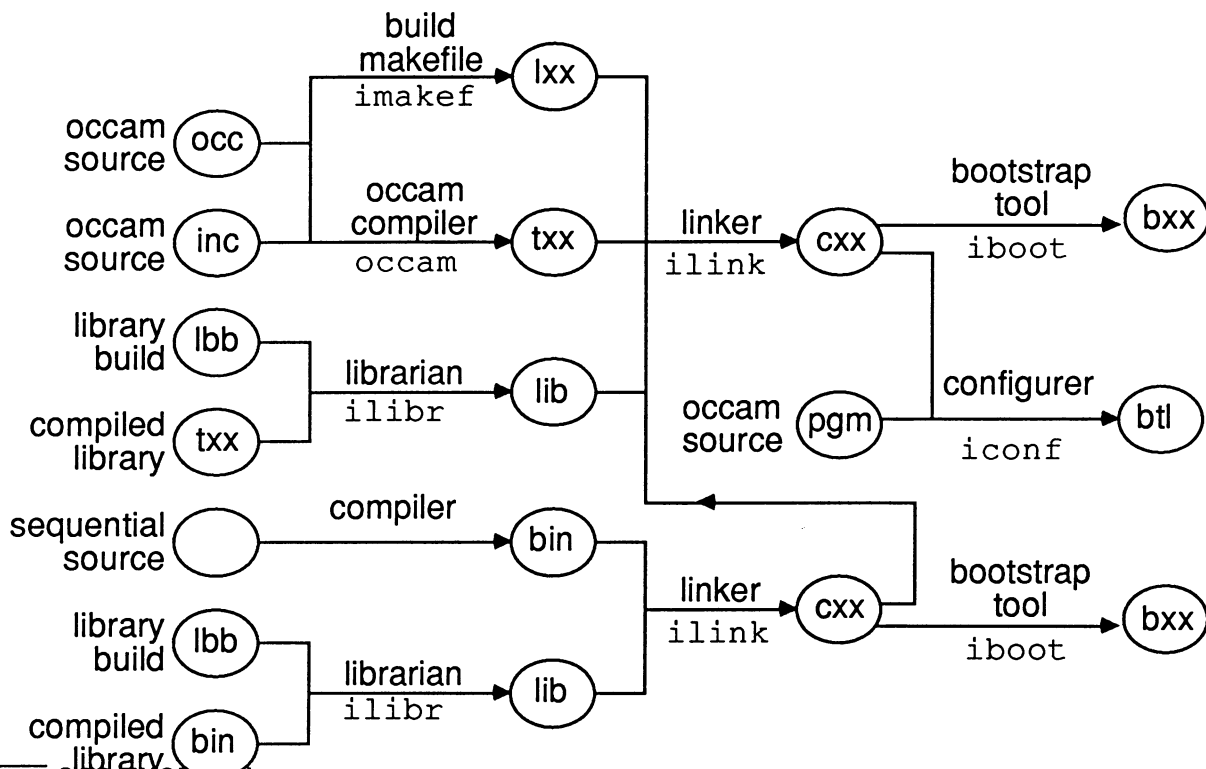 build
makefile
imakef
lxx
occam
source
occ
occam
source
inc
occam
compiler
occam
txx
linker
ilink
cxx
bootstrap
tool
iboot
bxx
library
build
lbb
compiled
library
txx
librarian
ilibr
lib
occam
source
pgm
configurer
iconf
btl
sequential
source
compiler
bin
linker
ilink
cxx
bootstrap
tool
iboot
bxx
library
build
lbb
compiled
library
bin
librarian
ilibr
lib